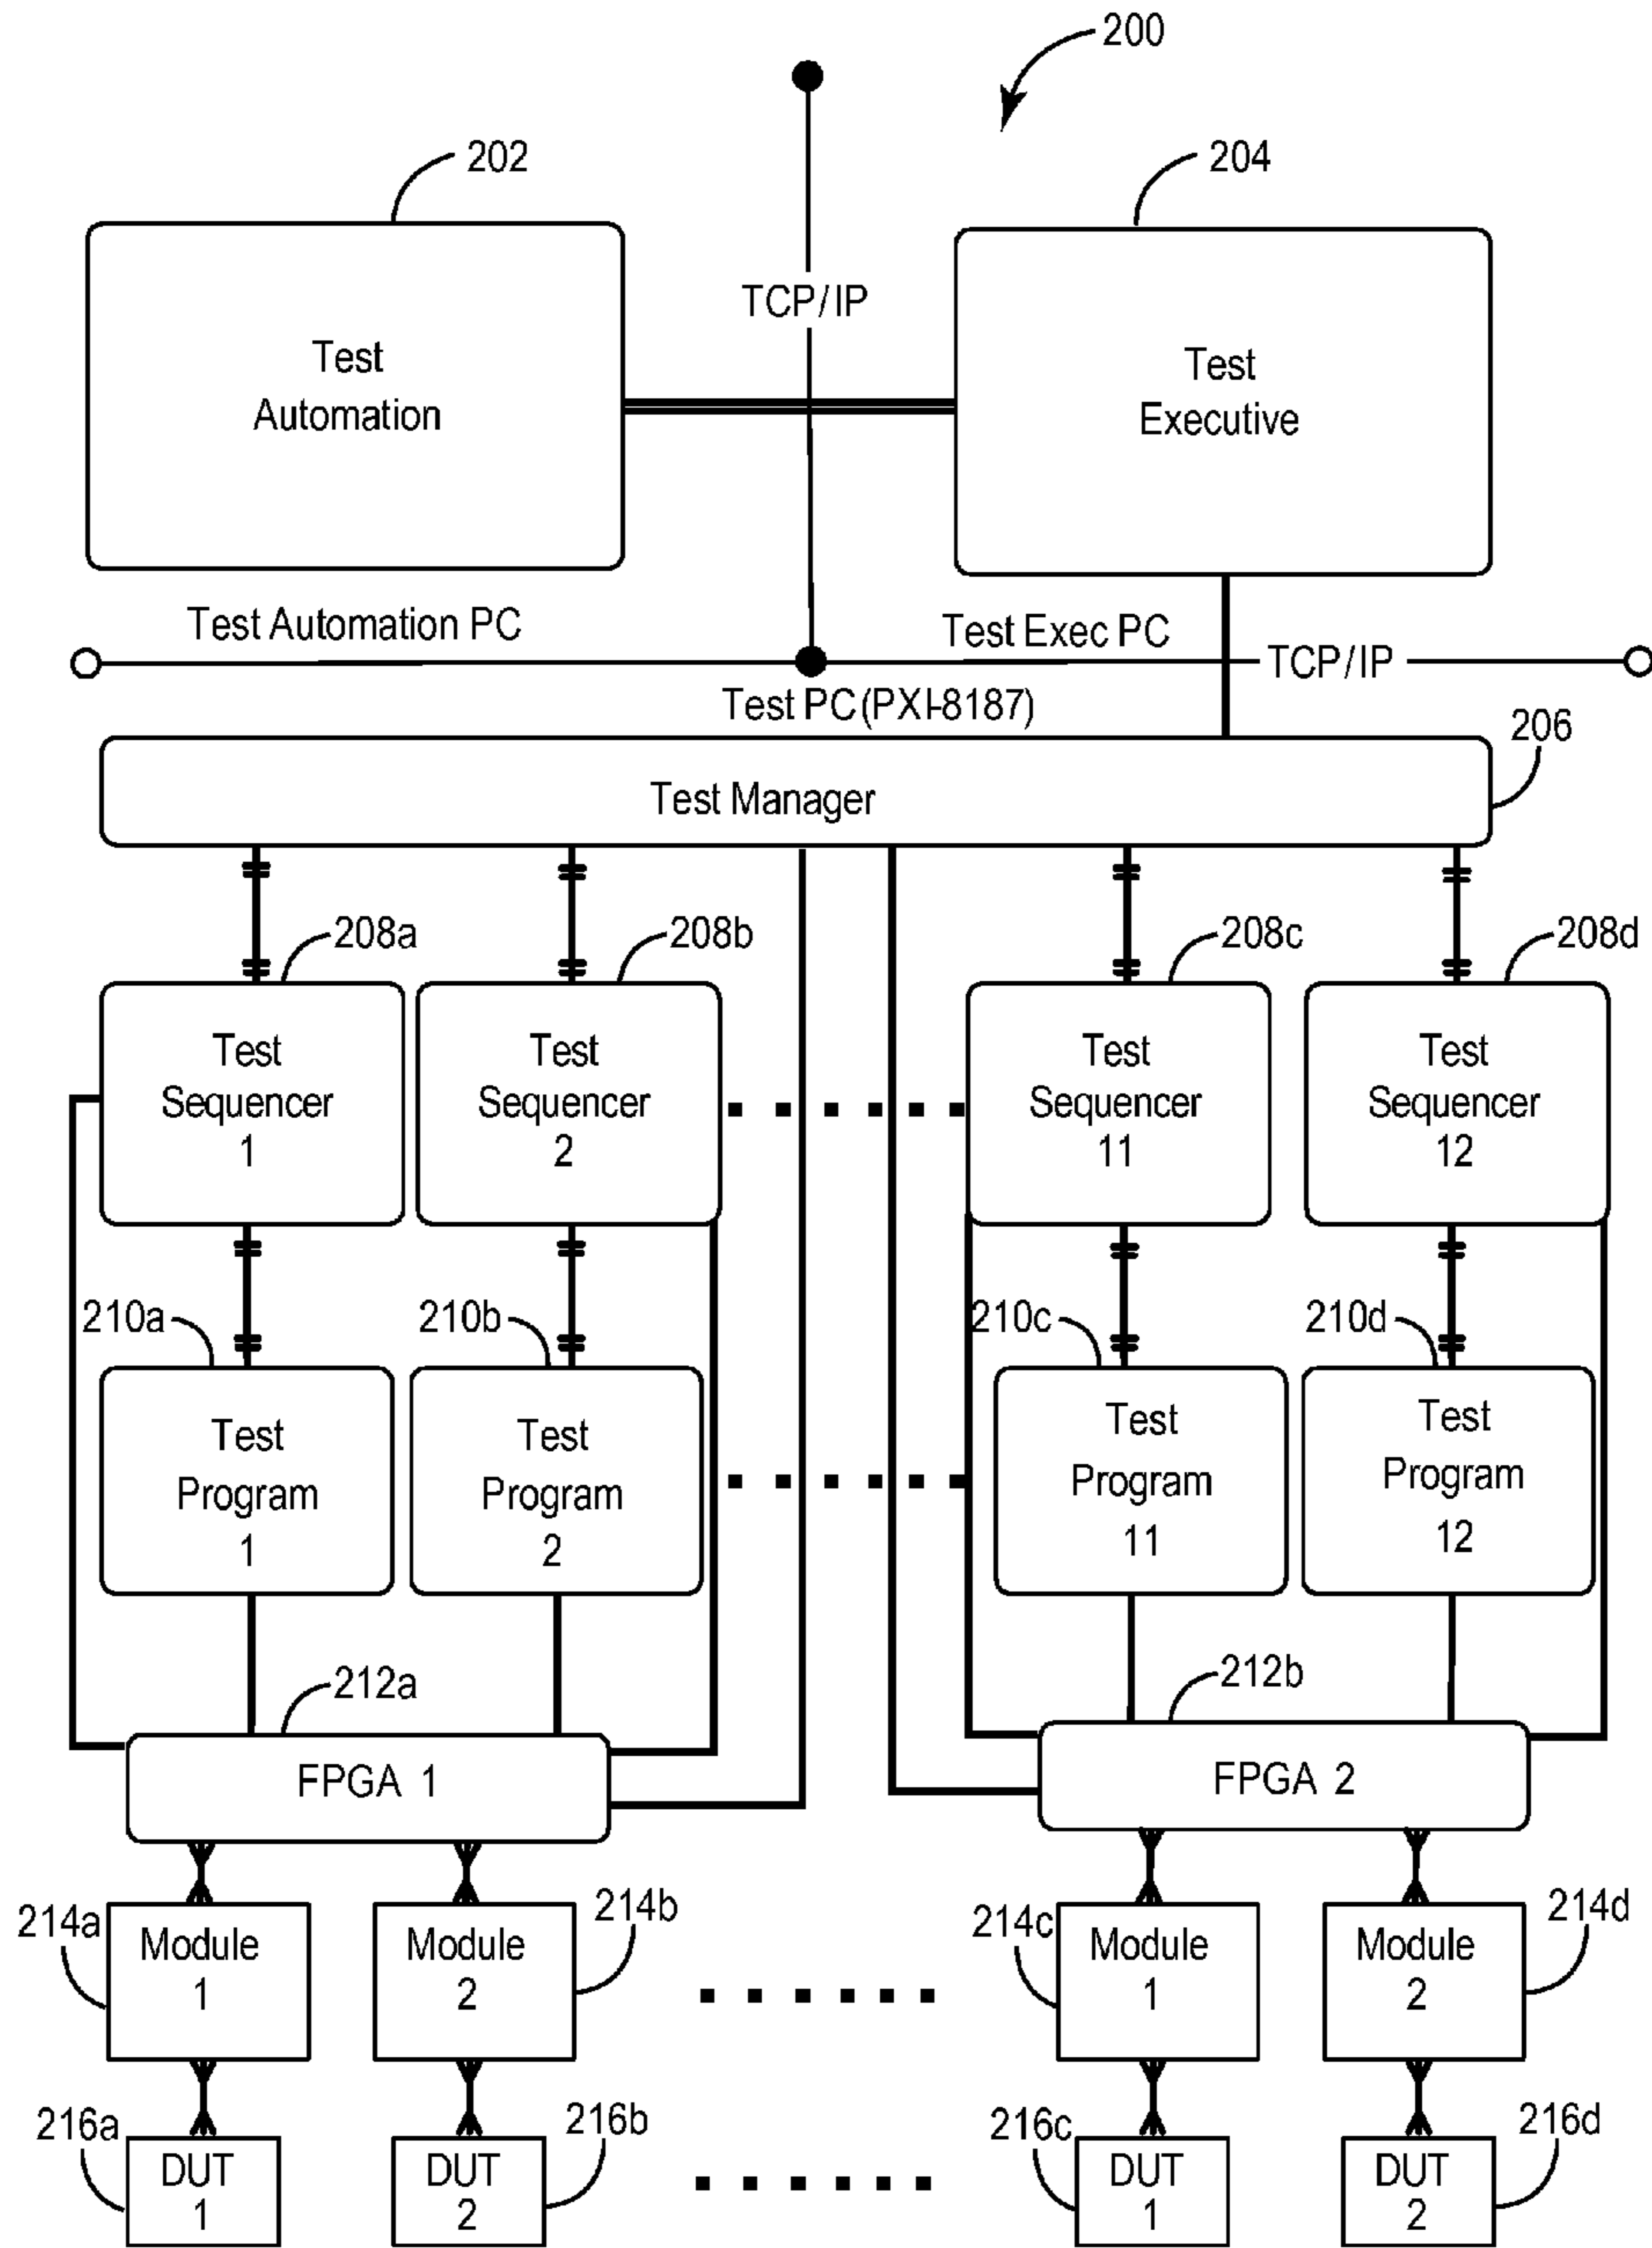 200
202
204
TCP/IP
Test
Automation
Test
Executive
Test Automation PC
Test Exec PC
TCP/IP
Test PC(PXI-8187)
206
Test Manager
208a
208b
208c
208d
Test
Sequencer
1
Test
Sequencer
2
Test
Sequencer
11
Test
Sequencer
12
210a
210b
210c
210d
Test
Program
1
Test
Program
2
Test
Program
11
Test
Program
12
212a
212b
FPGA 1
FPGA 2
214a
Module
1
214b
Module
2
214c
Module
1
214d
Module
2
216a
DUT
1
216b
DUT
2
216c
DUT
1
216d
DUT
2